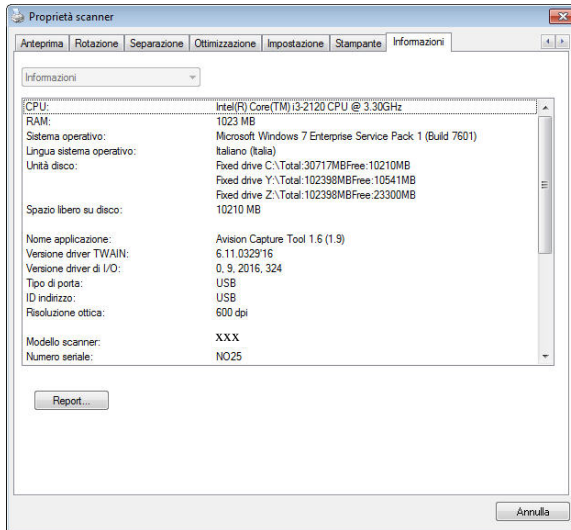 Proprietà scanner
Anteprima Rotazione Separazione Ottimizzazione Impostazione Stampante Informazioni
Informazioni
CPU: Intel(R) Core(TM) i3-2120 CPU @ 3.30GHz
RAM: 1023 MB
Sistema operativo: Microsoft Windows 7 Enterprise Service Pack 1 (Build 7601)
Lingua sistema operativo: Italiano (Italia)
Unità disco: Fixed drive C:\Total:30717MBFree:10210MB
Fixed drive Y:\Total:102398MBFree:10541MB
Fixed drive Z:\Total:102398MBFree:23300MB
Spazio libero su disco: 10210 MB
Nome applicazione: Avision Capture Tool 1.6 (1.9)
Versione driver TWAIN: 6.11.0329'16
Versione driver di I/O: 0, 9, 2016, 324
Tipo di porta: USB
ID indirizzo: USB
Risoluzione ottica: 600 dpi
Modello scanner: XXX
Numero seriale: NO25
Report...
Annulla